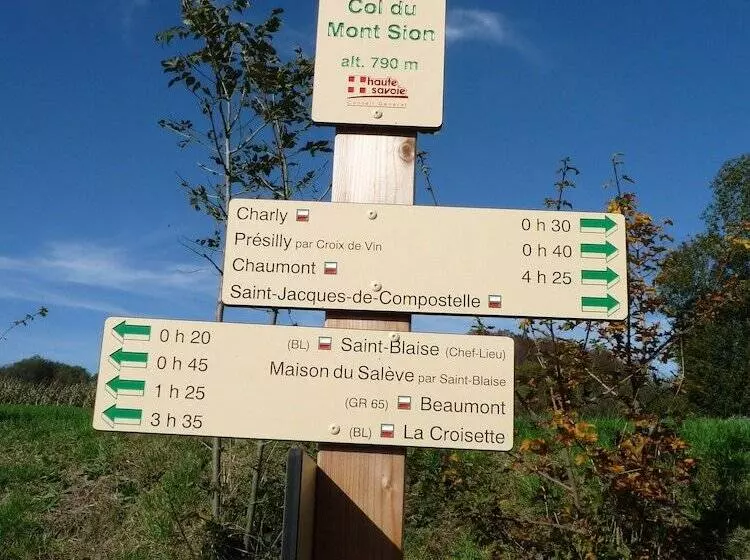 Col du
Mont Sion
alt. 790 m
haute
savoie
Conseil Général
Charly 0 h 30
Présilly par Croix de Vin 0 h 40
Chaumont 4 h 25
Saint-Jacques-de-Compostelle
0 h 20 (BL) Saint-Blaise (Chef-Lieu)
0 h 45 Maison du Salève par Saint-Blaise
1 h 25 (GR 65) Beaumont
3 h 35 (BL) La Croisette